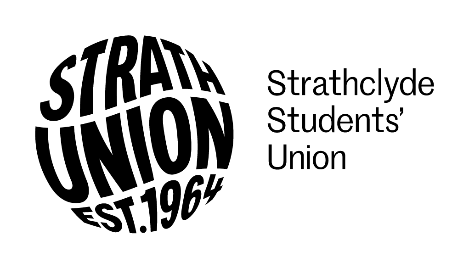 STRATH
UNION
EST.1964
Strathclyde
Students’
Union